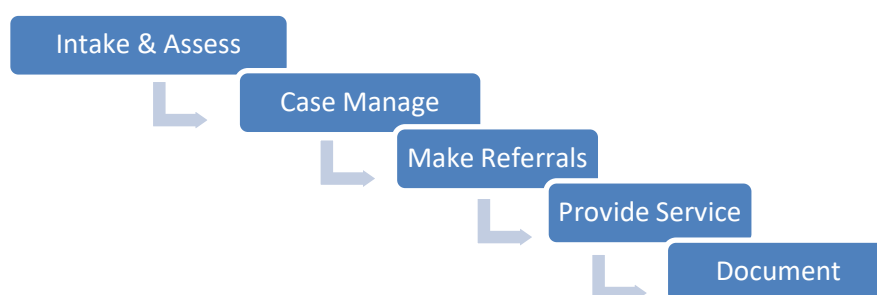 Intake & Assess
Case Manage
Make Referrals
Provide Service
Document